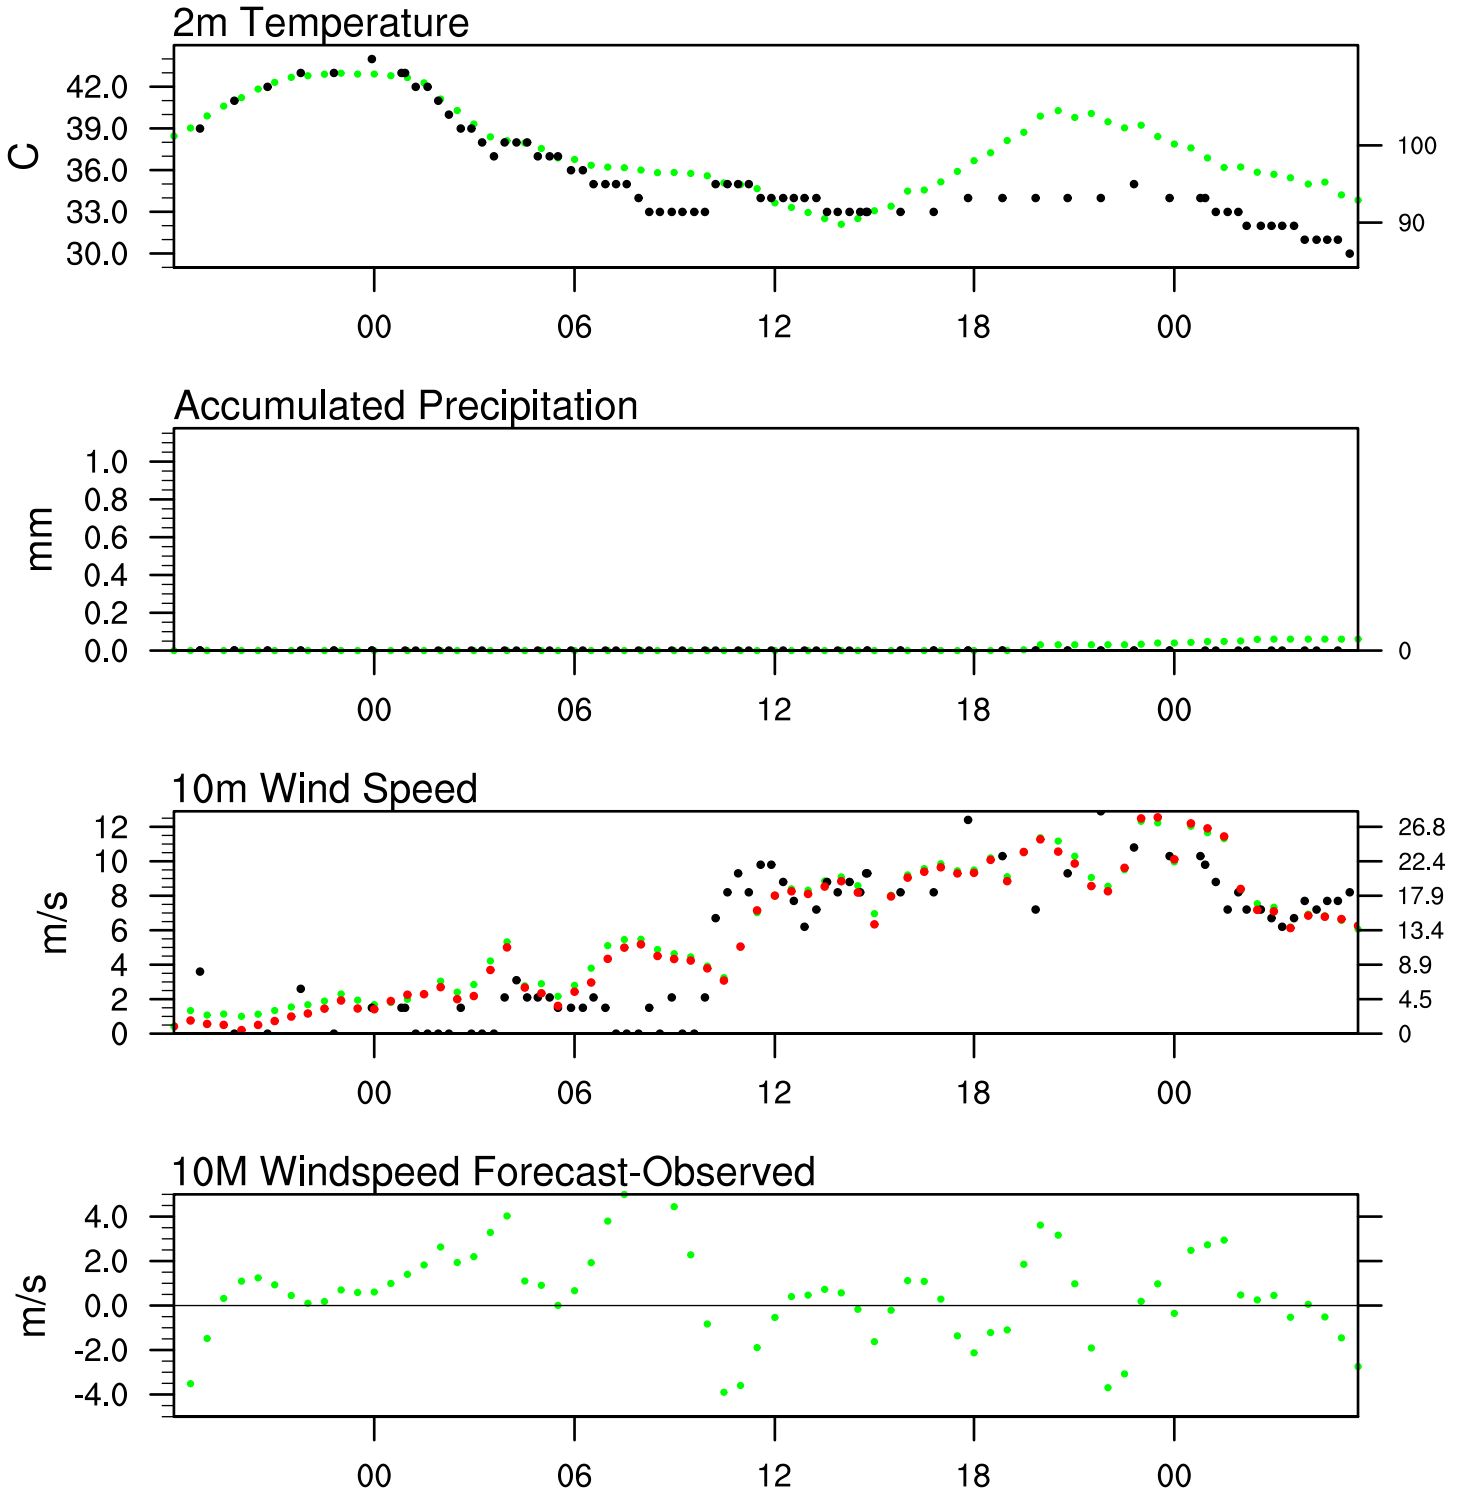 2m Temperature
C
42.0
39.0
36.0
33.0
30.0
100
90
00 06 12 18 00
Accumulated Precipitation
mm
1.0
0.8
0.6
0.4
0.2
0.0
0
00 06 12 18 00
10m Wind Speed
m/s
12
10
8
6
4
2
0
26.8
22.4
17.9
13.4
8.9
4.5
0
00 06 12 18 00
10M Windspeed Forecast-Observed
m/s
4.0
2.0
0.0
-2.0
-4.0
00 06 12 18 00